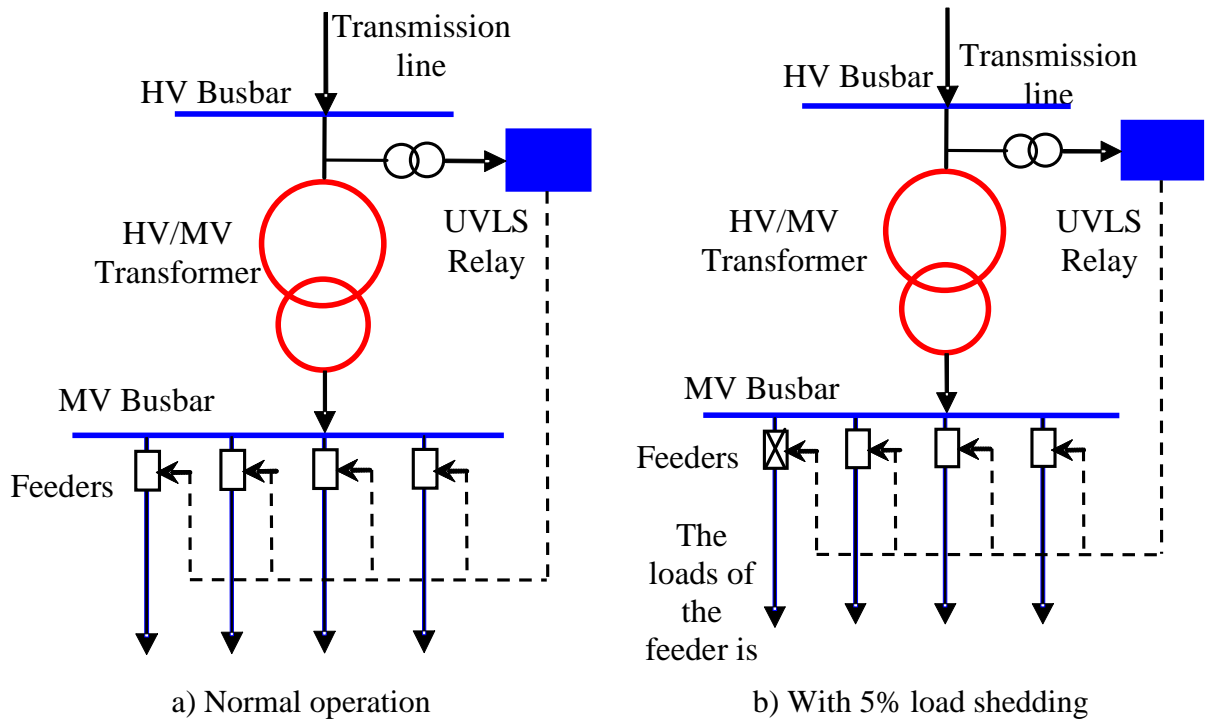 Transmission
line
HV Busbar
HV/MV
Transformer
UVLS
Relay
MV Busbar
Feeders
a) Normal operation
Transmission
line
HV Busbar
HV/MV
Transformer
UVLS
Relay
MV Busbar
Feeders
The
loads of
the
feeder is
b) With 5% load shedding